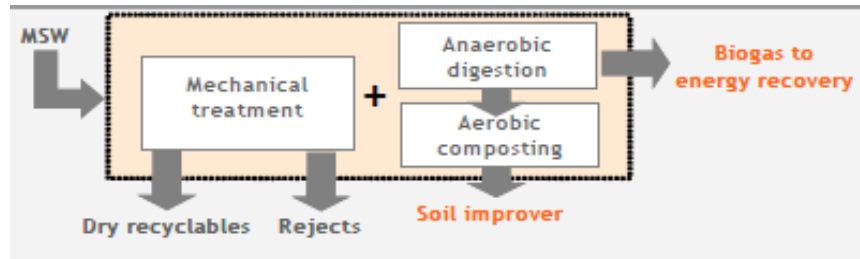 MSW
Mechanical
treatment
+
Anaerobic
digestion
Aerobic
composting
Biogas to
energy recovery
Dry recyclables
Rejects
Soil improver